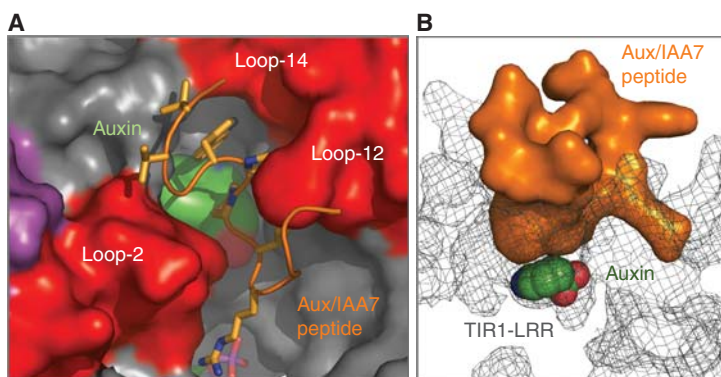 A
Loop-14
Auxin
Loop-12
Loop-2
Aux/IAA7
peptide
B
Aux/IAA7
peptide
Auxin
TIR1-LRR